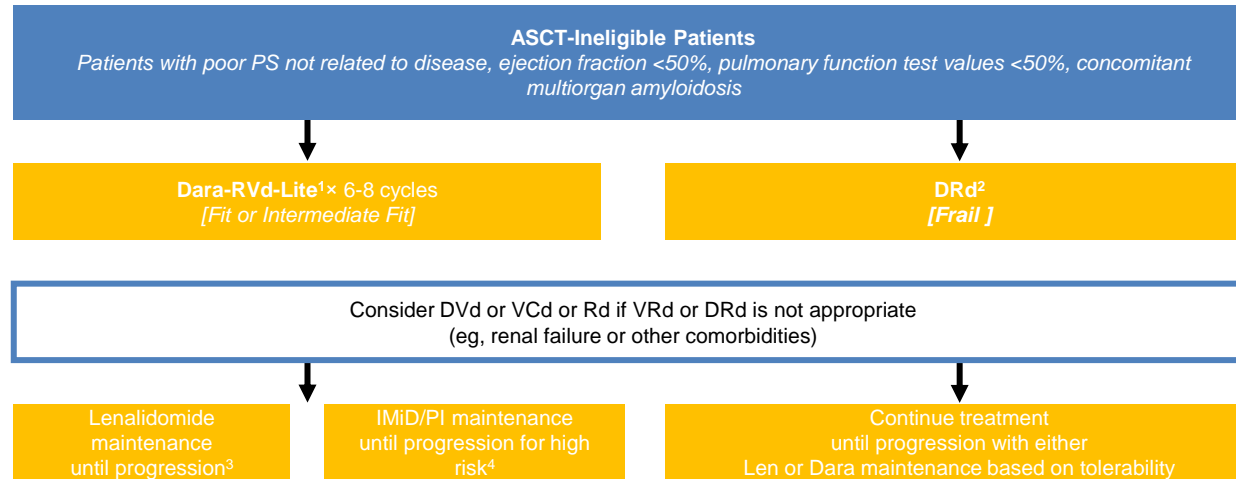 ASCT-Ineligible Patients
Patients with poor PS not related to disease, ejection fraction <50%, pulmonary function test values <50%, concomitant
multiorgan amyloidosis
Dara-RVd-Lite¹× 6-8 cycles
[Fit or Intermediate Fit]
DRd²
[Frail ]
Consider DVd or VCd or Rd if VRd or DRd is not appropriate
(eg, renal failure or other comorbidities)
Lenalidomide
maintenance
until progression³
IMiD/PI maintenance
until progression for high
risk⁴
Continue treatment
until progression with either
Len or Dara maintenance based on tolerability